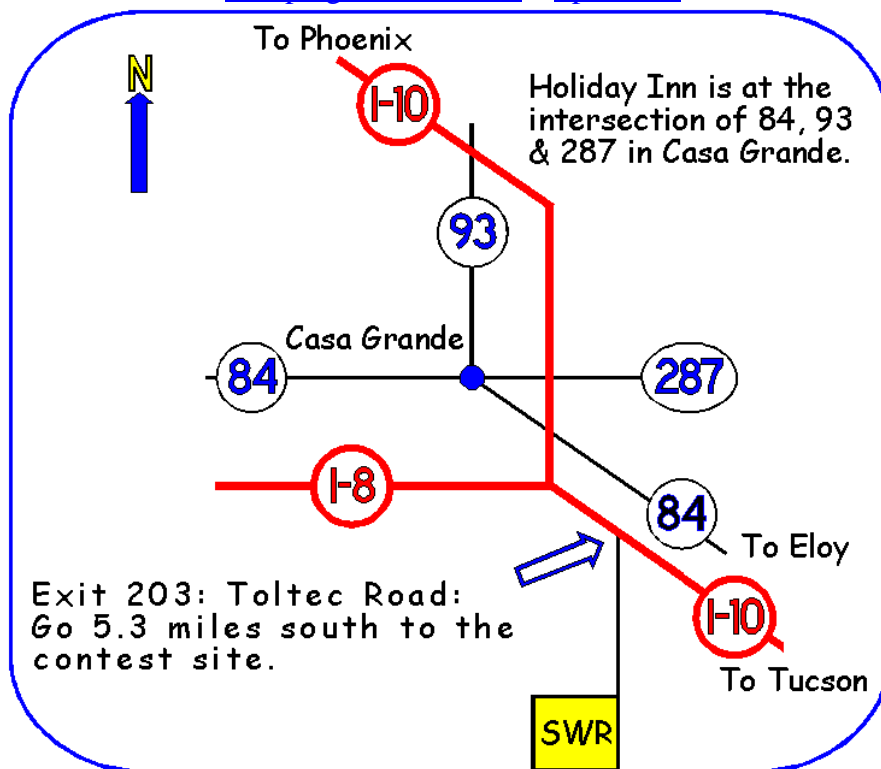 To Phoenix
N
I-10
Holiday Inn is at the
intersection of 84, 93
& 287 in Casa Grande.
93
Casa Grande
84
287
I-8
84
To Eloy
Exit 203: Toltec Road:
Go 5.3 miles south to the
contest site.
I-10
To Tucson
SWR